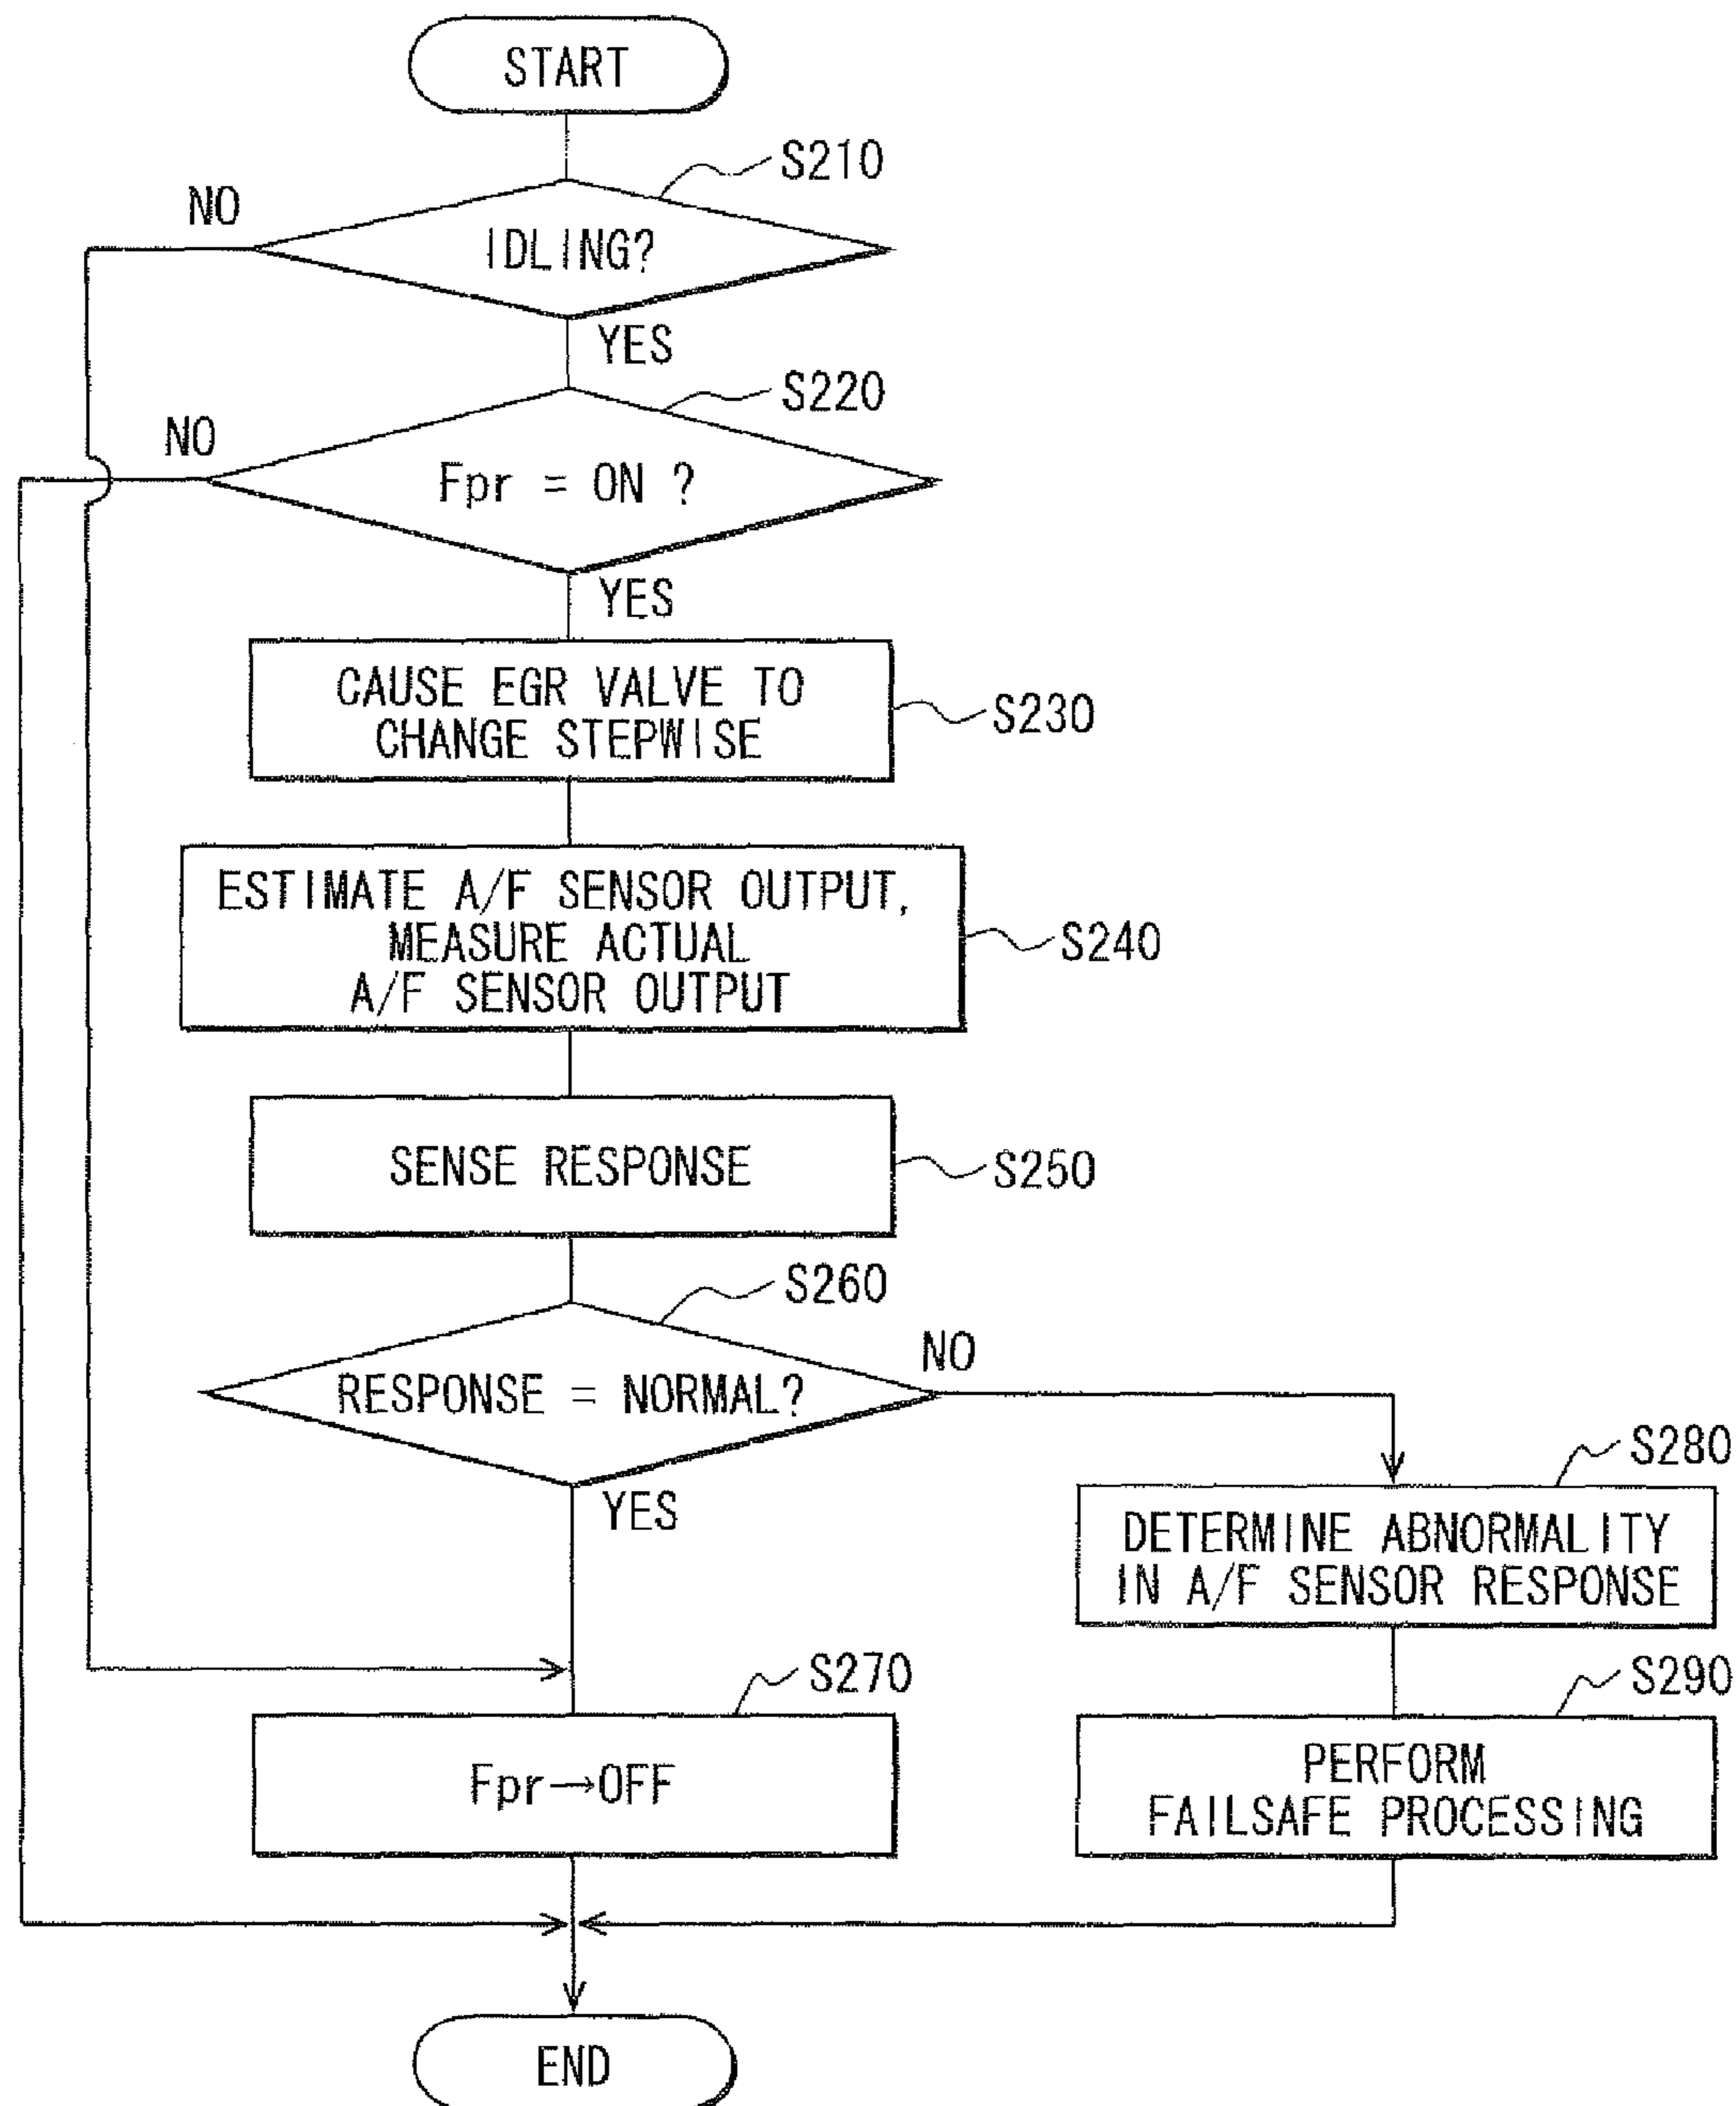 START
S210
NO
IDLING?
YES
S220
NO
Fpr = ON ?
YES
CAUSE EGR VALVE TO
CHANGE STEPWISE
S230
ESTIMATE A/F SENSOR OUTPUT,
MEASURE ACTUAL
A/F SENSOR OUTPUT
S240
SENSE RESPONSE
S250
S260
NO
RESPONSE = NORMAL?
YES
S280
DETERMINE ABNORMALITY
IN A/F SENSOR RESPONSE
S270
Fpr→OFF
S290
PERFORM
FAILSAFE PROCESSING
END